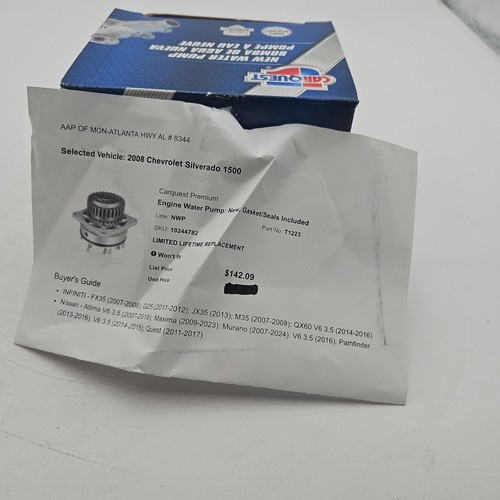 NEW WATER PUMP
BOMBA DE AGUA NUEVA
POMPE À EAU NEUVE
CARQUEST
AAP OF MON-ATLANTA HWY AL # 6344
Selected Vehicle: 2008 Chevrolet Silverado 1500
Carquest Premium
Engine Water Pump: New, Gasket/Seals Included
Line: NWP
Part No: T1223
SKU: 10244782
LIMITED LIFETIME REPLACEMENT
Won't fit
List Price
$142.09
Unit Price
Buyer's Guide
• INFINITI - FX35 (2007-2008); G25 (2011-2012); JX35 (2013); M35 (2007-2008); QX60 V6 3.5 (2014-2016)
• Nissan - Altima V6 3.5 (2007-2018); Maxima (2009-2023); Murano (2007-2024), V6 3.5 (2016); Pathfinder
(2013-2016), V6 3.5 (2014-2015); Quest (2011-2017)